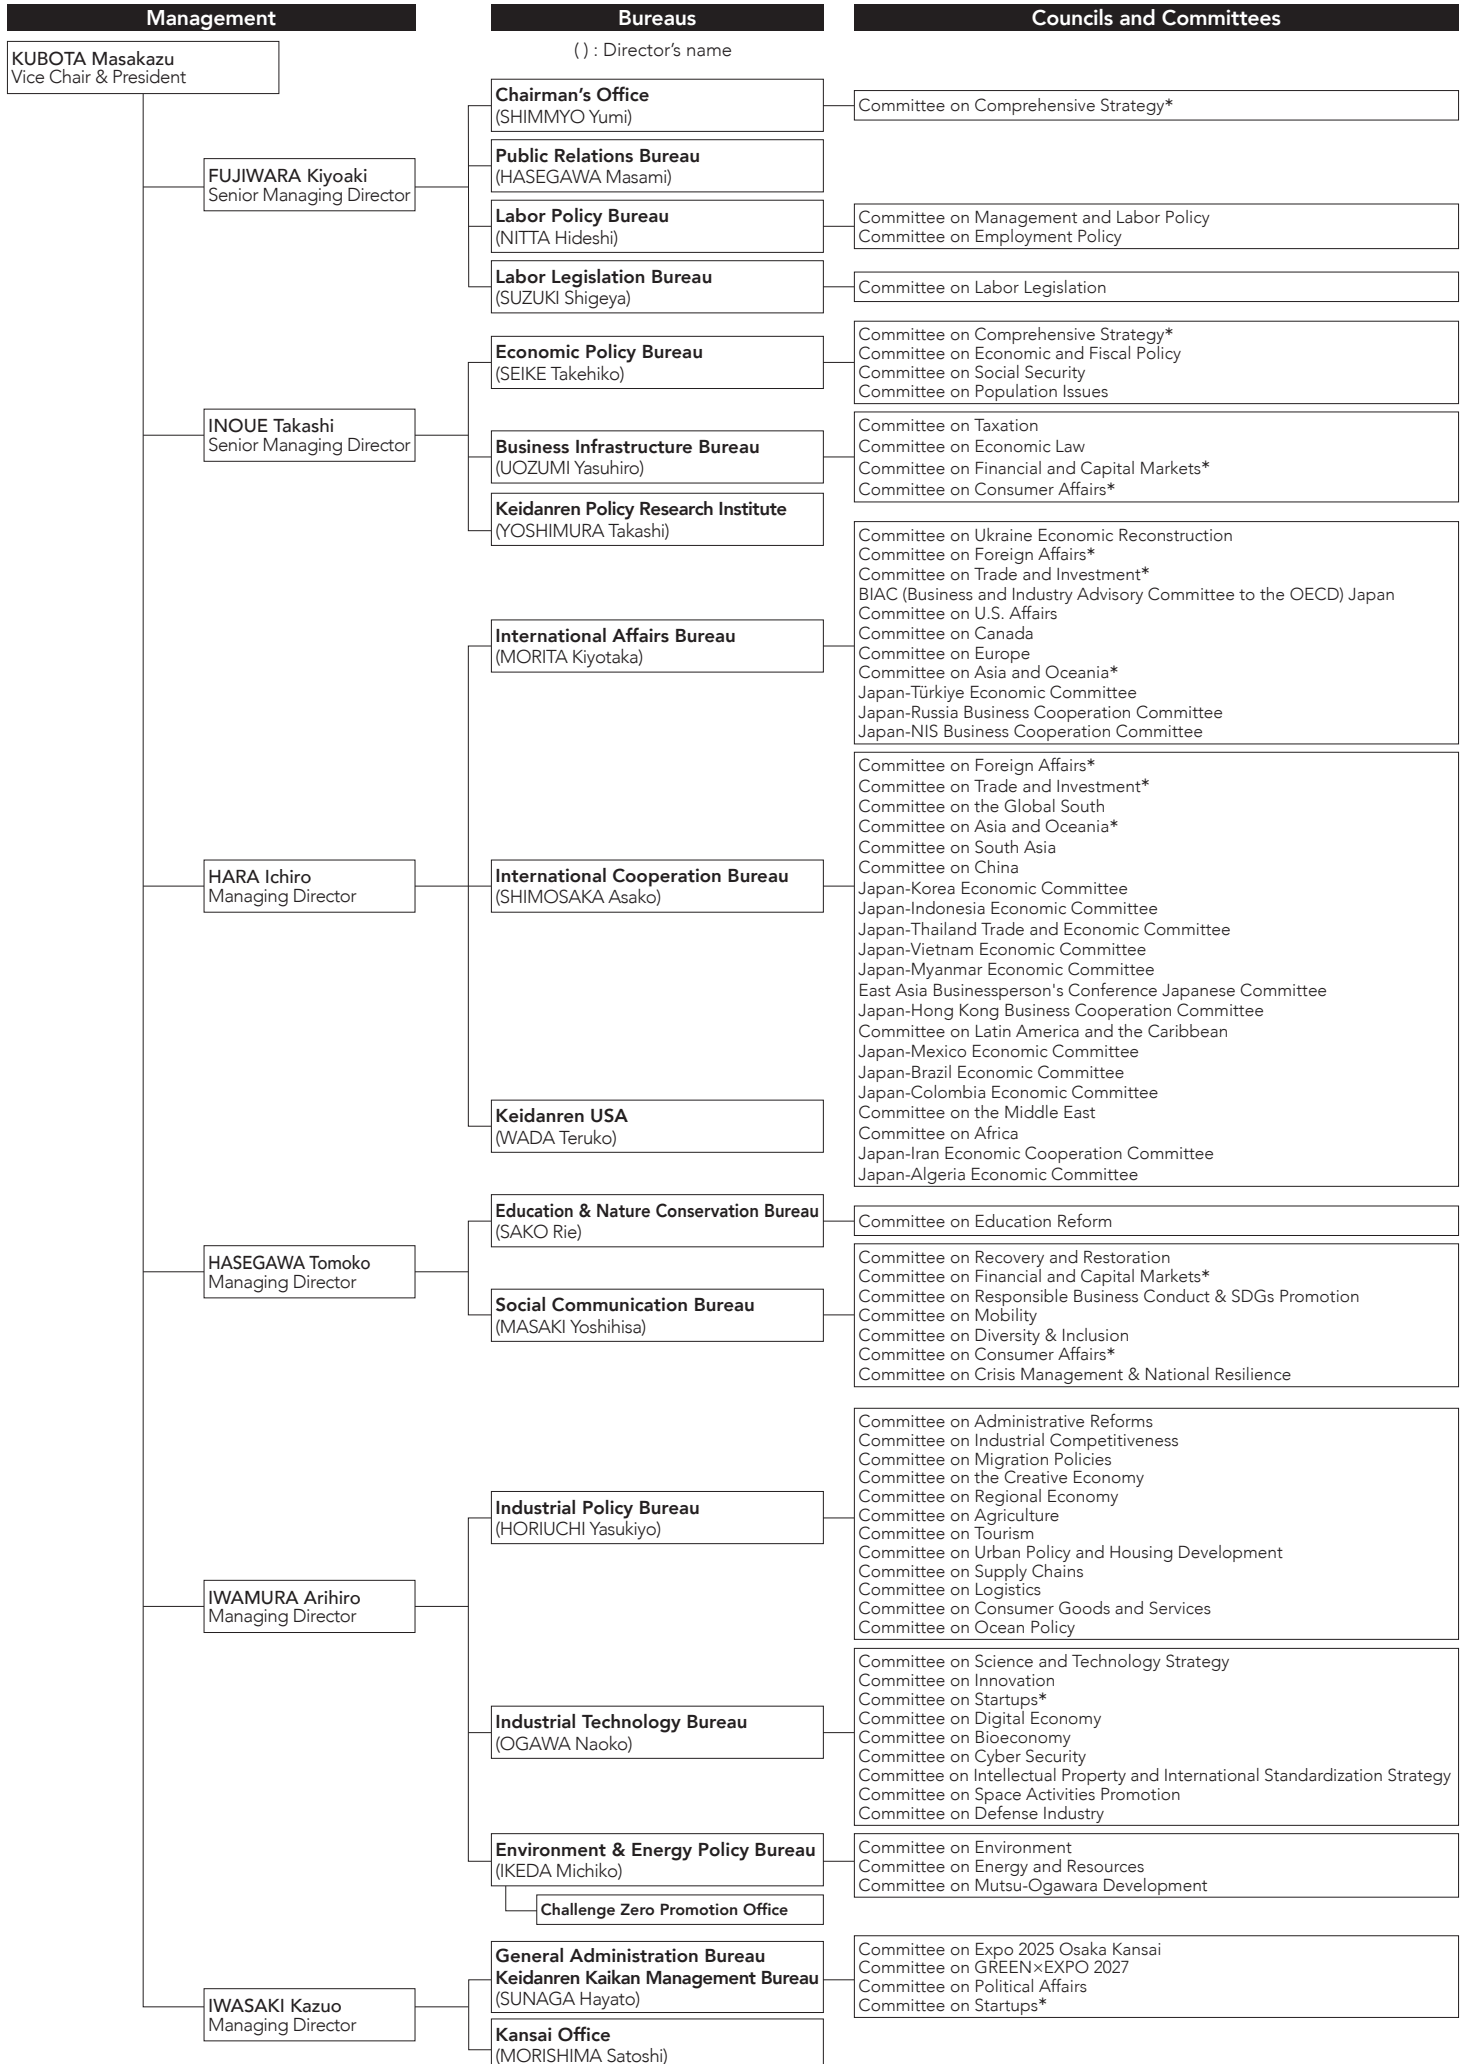 Management
Bureaus
Councils and Committees
( ) : Director's name
KUBOTA Masakazu
Vice Chair & President
FUJIWARA Kiyoaki
Senior Managing Director
Chairman's Office
(SHIMMYO Yumi)
Committee on Comprehensive Strategy*
Public Relations Bureau
(HASEGAWA Masami)
Labor Policy Bureau
(NITTA Hideshi)
Committee on Management and Labor Policy
Committee on Employment Policy
Labor Legislation Bureau
(SUZUKI Shigeya)
Committee on Labor Legislation
INOUE Takashi
Senior Managing Director
Economic Policy Bureau
(SEIKE Takehiko)
Committee on Comprehensive Strategy*
Committee on Economic and Fiscal Policy
Committee on Social Security
Committee on Population Issues
Business Infrastructure Bureau
(UOZUMI Yasuhiro)
Committee on Taxation
Committee on Economic Law
Committee on Financial and Capital Markets*
Committee on Consumer Affairs*
Keidanren Policy Research Institute
(YOSHIMURA Takashi)
HARA Ichiro
Managing Director
International Affairs Bureau
(MORITA Kiyotaka)
Committee on Ukraine Economic Reconstruction
Committee on Foreign Affairs*
Committee on Trade and Investment*
BIAC (Business and Industry Advisory Committee to the OECD) Japan
Committee on U.S. Affairs
Committee on Canada
Committee on Europe
Committee on Asia and Oceania*
Japan-Türkiye Economic Committee
Japan-Russia Business Cooperation Committee
Japan-NIS Business Cooperation Committee
International Cooperation Bureau
(SHIMOSAKA Asako)
Committee on Foreign Affairs*
Committee on Trade and Investment*
Committee on the Global South
Committee on Asia and Oceania*
Committee on South Asia
Committee on China
Japan-Korea Economic Committee
Japan-Indonesia Economic Committee
Japan-Thailand Trade and Economic Committee
Japan-Vietnam Economic Committee
Japan-Myanmar Economic Committee
East Asia Businessperson's Conference Japanese Committee
Japan-Hong Kong Business Cooperation Committee
Committee on Latin America and the Caribbean
Japan-Mexico Economic Committee
Japan-Brazil Economic Committee
Japan-Colombia Economic Committee
Committee on the Middle East
Committee on Africa
Japan-Iran Economic Cooperation Committee
Japan-Algeria Economic Committee
Keidanren USA
(WADA Teruko)
HASEGAWA Tomoko
Managing Director
Education & Nature Conservation Bureau
(SAKO Rie)
Committee on Education Reform
Social Communication Bureau
(MASAKI Yoshihisa)
Committee on Recovery and Restoration
Committee on Financial and Capital Markets*
Committee on Responsible Business Conduct & SDGs Promotion
Committee on Mobility
Committee on Diversity & Inclusion
Committee on Consumer Affairs*
Committee on Crisis Management & National Resilience
IWAMURA Arihiro
Managing Director
Industrial Policy Bureau
(HORIUCHI Yasukiyo)
Committee on Administrative Reforms
Committee on Industrial Competitiveness
Committee on Migration Policies
Committee on the Creative Economy
Committee on Regional Economy
Committee on Agriculture
Committee on Tourism
Committee on Urban Policy and Housing Development
Committee on Supply Chains
Committee on Logistics
Committee on Consumer Goods and Services
Committee on Ocean Policy
Industrial Technology Bureau
(OGAWA Naoko)
Committee on Science and Technology Strategy
Committee on Innovation
Committee on Startups*
Committee on Digital Economy
Committee on Bioeconomy
Committee on Cyber Security
Committee on Intellectual Property and International Standardization Strategy
Committee on Space Activities Promotion
Committee on Defense Industry
Environment & Energy Policy Bureau
(IKEDA Michiko)
Committee on Environment
Committee on Energy and Resources
Committee on Mutsu-Ogawara Development
Challenge Zero Promotion Office
IWASAKI Kazuo
Managing Director
General Administration Bureau
Keidanren Kaikan Management Bureau
(SUNAGA Hayato)
Committee on Expo 2025 Osaka Kansai
Committee on GREEN×EXPO 2027
Committee on Political Affairs
Committee on Startups*
Kansai Office
(MORISHIMA Satoshi)